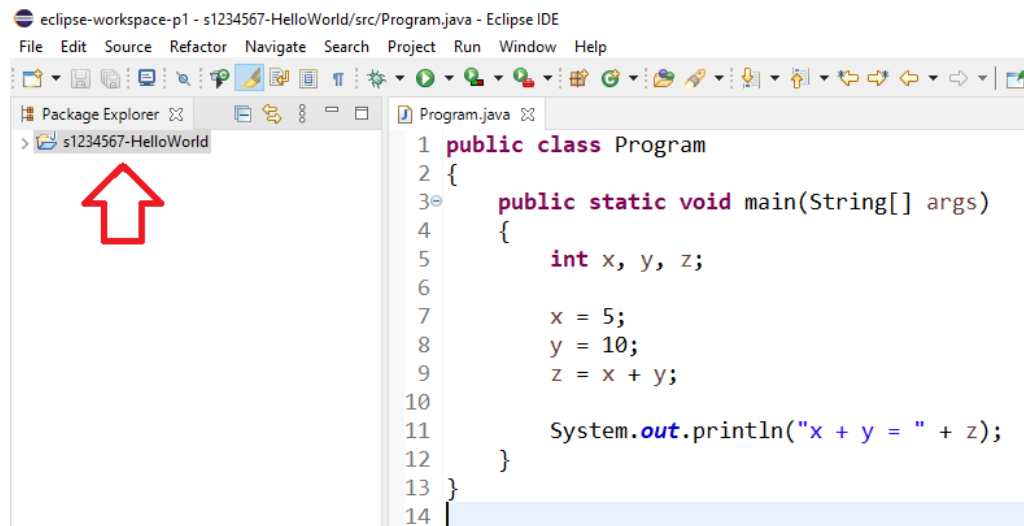 eclipse-workspace-p1 - s1234567-HelloWorld/src/Program.java - Eclipse IDE
File Edit Source Refactor Navigate Search Project Run Window Help
Package Explorer
s1234567-HelloWorld
Program.java
1 public class Program
2 {
3     public static void main(String[] args)
4     {
5         int x, y, z;
6
7         x = 5;
8         y = 10;
9         z = x + y;
10
11         System.out.println("x + y = " + z);
12     }
13 }
14